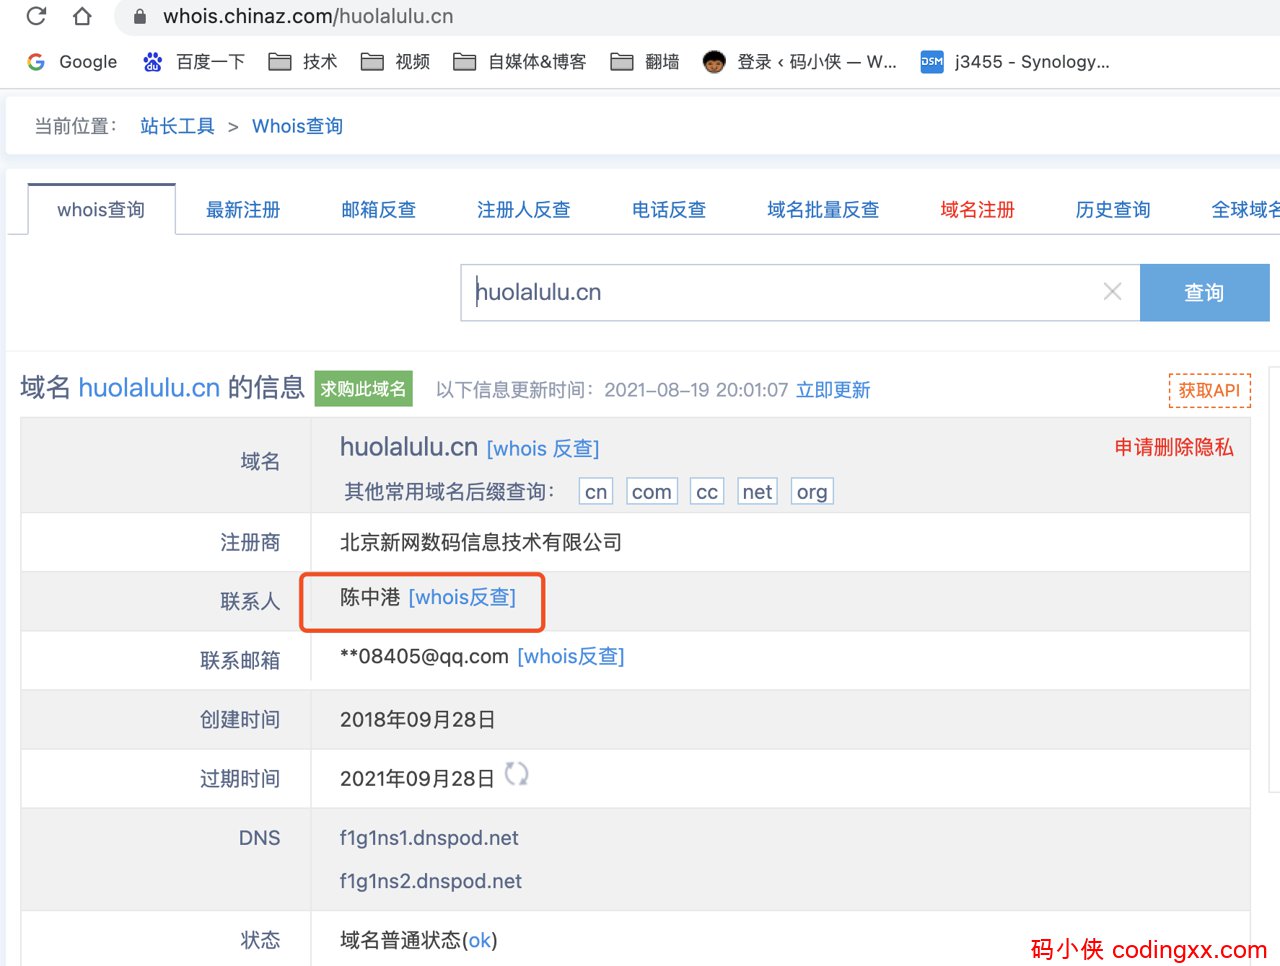 whois.chinaz.com/huolalulu.cn
Google 百度一下 技术 视频 自媒体&博客 翻墙 登录 ‹ 码小侠 — W... DSM j3455 - Synology...
当前位置： 站长工具 > Whois查询
whois查询 最新注册 邮箱反查 注册人反查 电话反查 域名批量反查 域名注册 历史查询 全球域名
huolalulu.cn 查询
域名 huolalulu.cn 的信息 求购此域名 以下信息更新时间：2021-08-19 20:01:07 立即更新 获取API
域名 huolalulu.cn [whois 反查] 申请删除隐私
其他常用域名后缀查询： cn com cc net org
注册商 北京新网数码信息技术有限公司
联系人 陈中港 [whois反查]
联系邮箱 **08405@qq.com [whois反查]
创建时间 2018年09月28日
过期时间 2021年09月28日
DNS f1g1ns1.dnspod.net
f1g1ns2.dnspod.net
状态 域名普通状态(ok)
码小侠 codingxx.com